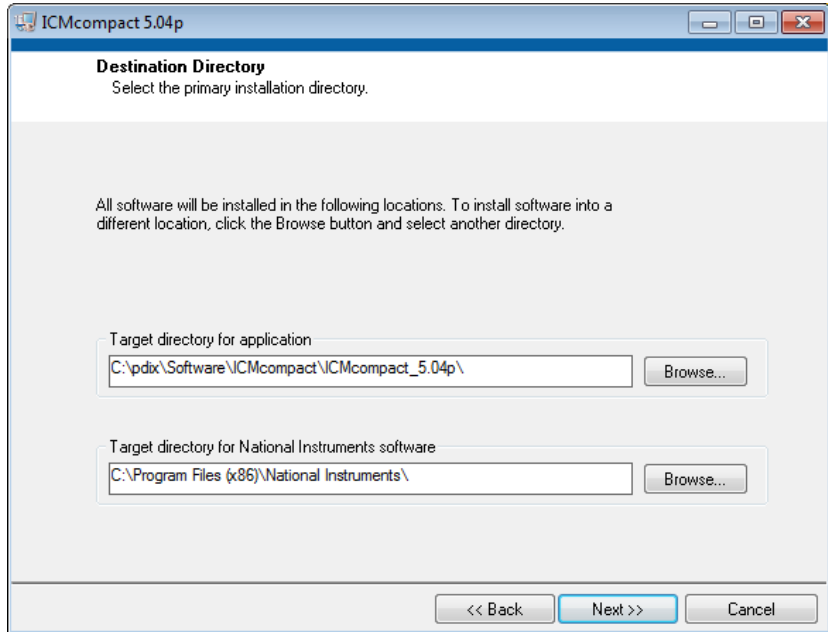 ICMcompact 5.04p
Destination Directory
Select the primary installation directory.
All software will be installed in the following locations. To install software into a
different location, click the Browse button and select another directory.
Target directory for application
C:\pdix\Software\ICMcompact\ICMcompact_5.04p\
Browse...
Target directory for National Instruments software
C:\Program Files (x86)\National Instruments\
Browse...
<< Back
Next >>
Cancel